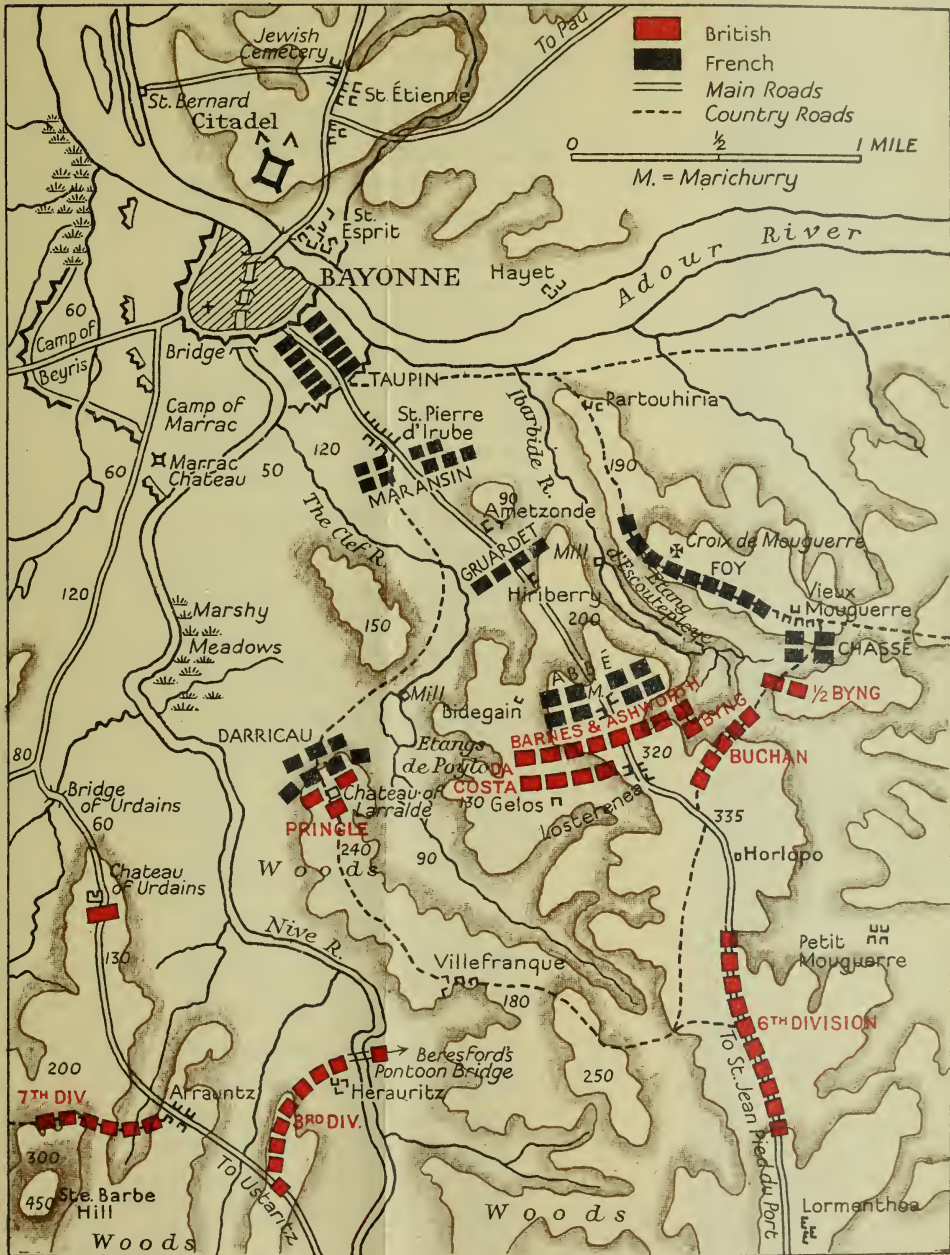 Jewish
Cemetery
To Pau
British
French
Main Roads
Country Roads
St. Bernard
St. Étienne
Citadel
0 ½ 1 MILE
M. = Marichurry
St.
Esprit
BAYONNE
Hayet
Adour River
60
Camp of
Beyris
Bridge
TAUPIN
Partouhiria
Ibarbide R.
Camp of
Marrac
St. Pierre
d'Irube
120
190
60
50
Marrac
Chateau
MARANSIN
90
Ametzonde
The Clef R.
Croix de Mouguerre
GRUARDET
Mill
FOY
Etang
d'Escoutepley
Hiriberry
Vieux
Mouguerre
120
Marshy
Meadows
150
200
CHASSÉ
ABBÉ
M.
½ BYNG
Mill
Bidegain
BARNES & ASHWORTH
BYNG
DARRICAU
Etangs
de Poylo
320
BUCHAN
80
DA
COSTA
130
Gelos
Chateau of
Larralde
Losterenea
Bridge
of Urdains
60
PRINGLE
335
240
Woods
90
Horlopo
Chateau
of Urdains
130
Nive R.
Petit
Mouguerre
Villefranque
180
6TH DIVISION
200
Beresford's
Pontoon Bridge
250
7TH DIV.
Arrauntz
Herauritz
3RD DIV.
To St. Jean Pied du Port
300
To Ustaritz
450
Ste. Barbe
Hill
Woods
Woods
Lormenthoa